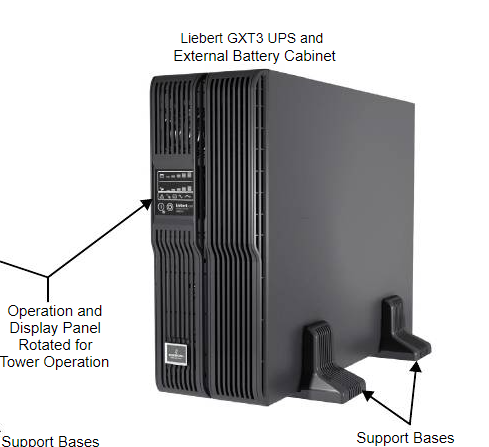 Liebert GXT3 UPS and
External Battery Cabinet
Operation and
Display Panel
Rotated for
Tower Operation
Support Bases
Support Bases